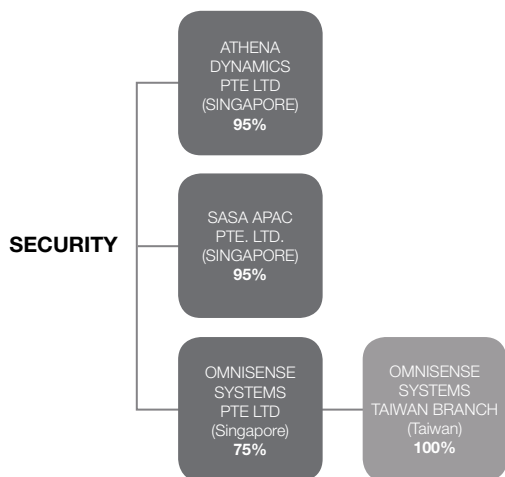 SECURITY
ATHENA
DYNAMICS
PTE LTD
(SINGAPORE)
95%
SASA APAC
PTE. LTD.
(SINGAPORE)
95%
OMNISENSE
SYSTEMS
PTE LTD
(Singapore)
75%
OMNISENSE
SYSTEMS
TAIWAN BRANCH
(Taiwan)
100%